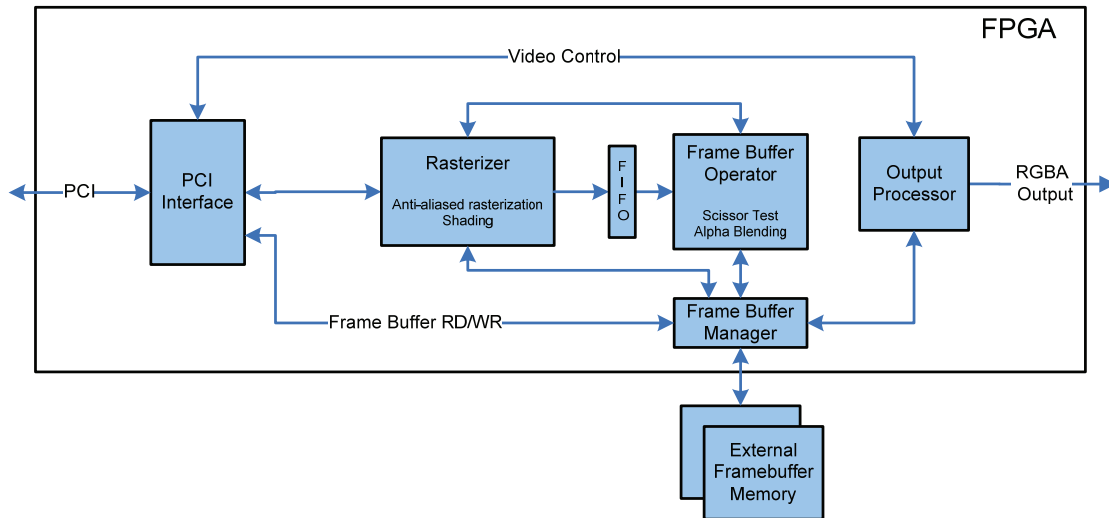 FPGA
Video Control
PCI
PCI
Interface
Rasterizer
Anti-aliased rasterization
Shading
F
I
F
O
Frame Buffer
Operator
Scissor Test
Alpha Blending
Output
Processor
RGBA
Output
Frame Buffer RD/WR
Frame Buffer
Manager
External
Framebuffer
Memory